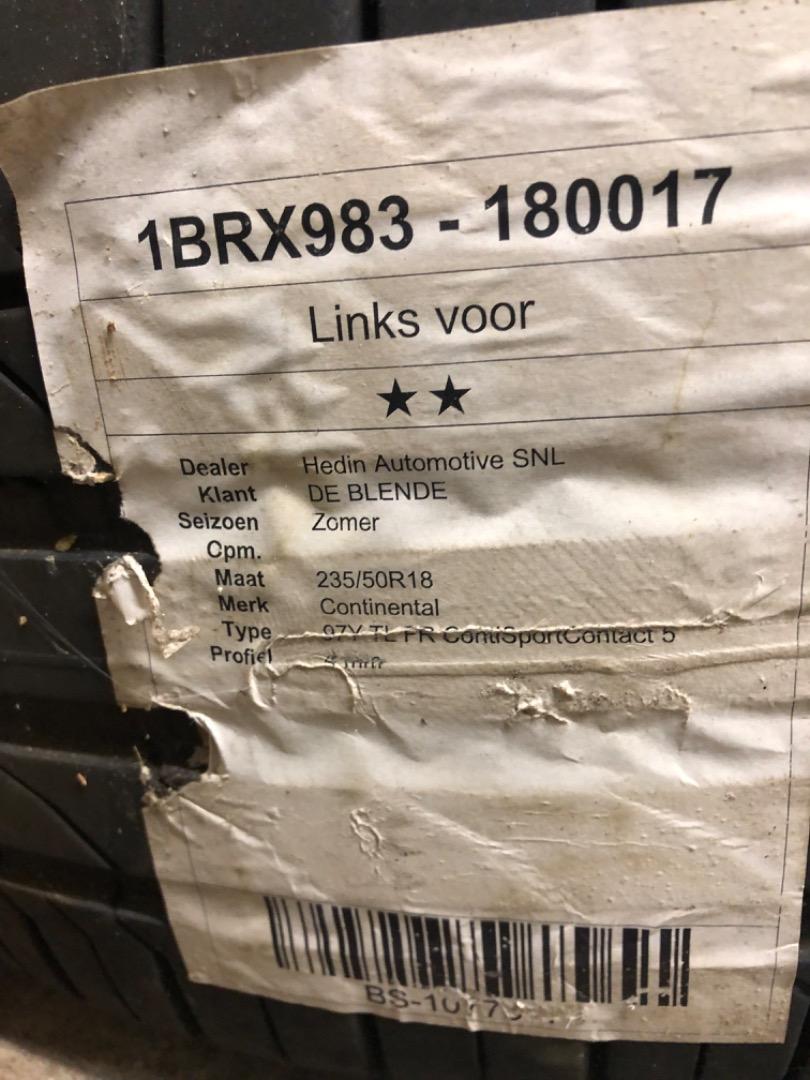 1BRX983 - 180017
Links voor
★★
Dealer Hedin Automotive SNL
Klant DE BLENDE
Seizoen Zomer
Cpm.
Maat 235/50R18
Merk Continental
Type 97Y TL FR ContiSportContact 5
Profiel